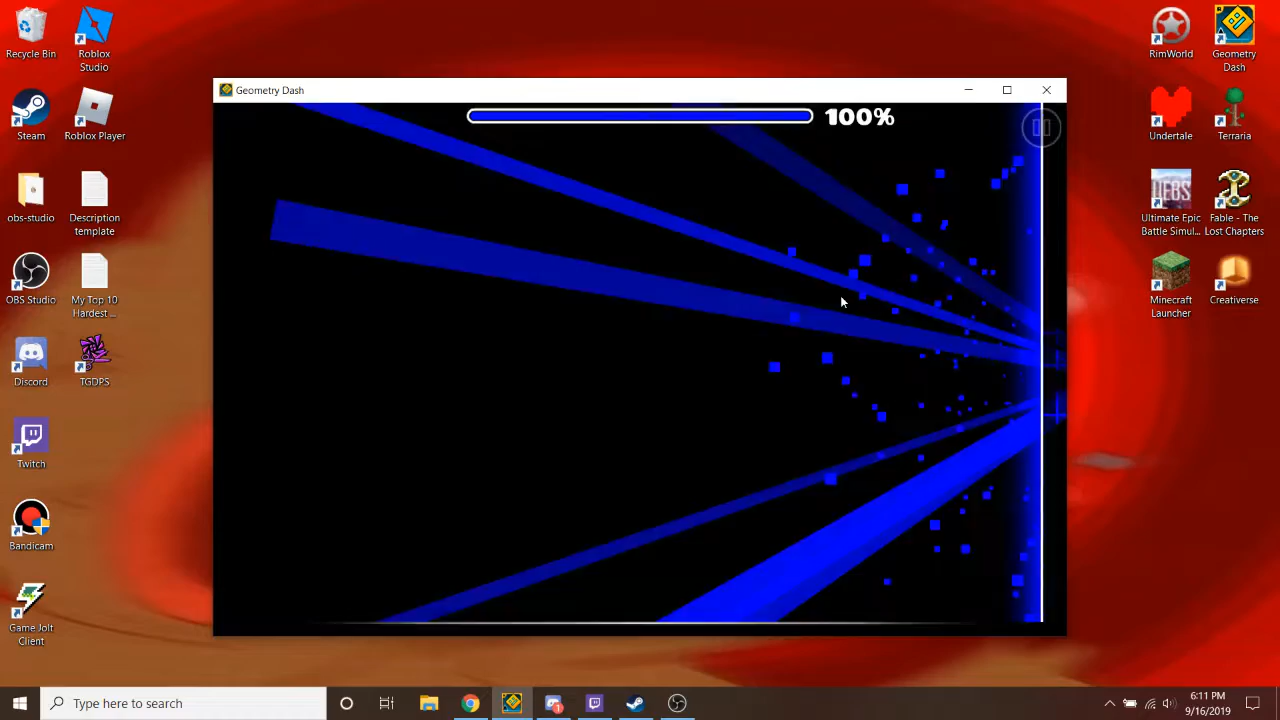 Recycle Bin
Roblox
Studio
Steam
Roblox Player
obs-studio
Description
template
OBS Studio
My Top 10
Hardest ...
Discord
TGDPS
Twitch
Bandicam
Game Jolt
Client
Geometry Dash
100%
RimWorld
Geometry
Dash
Undertale
Terraria
UEBS
Ultimate Epic
Battle Simul...
Fable - The
Lost Chapters
Minecraft
Launcher
Creativerse
Type here to search
1
6:11 PM
9/16/2019